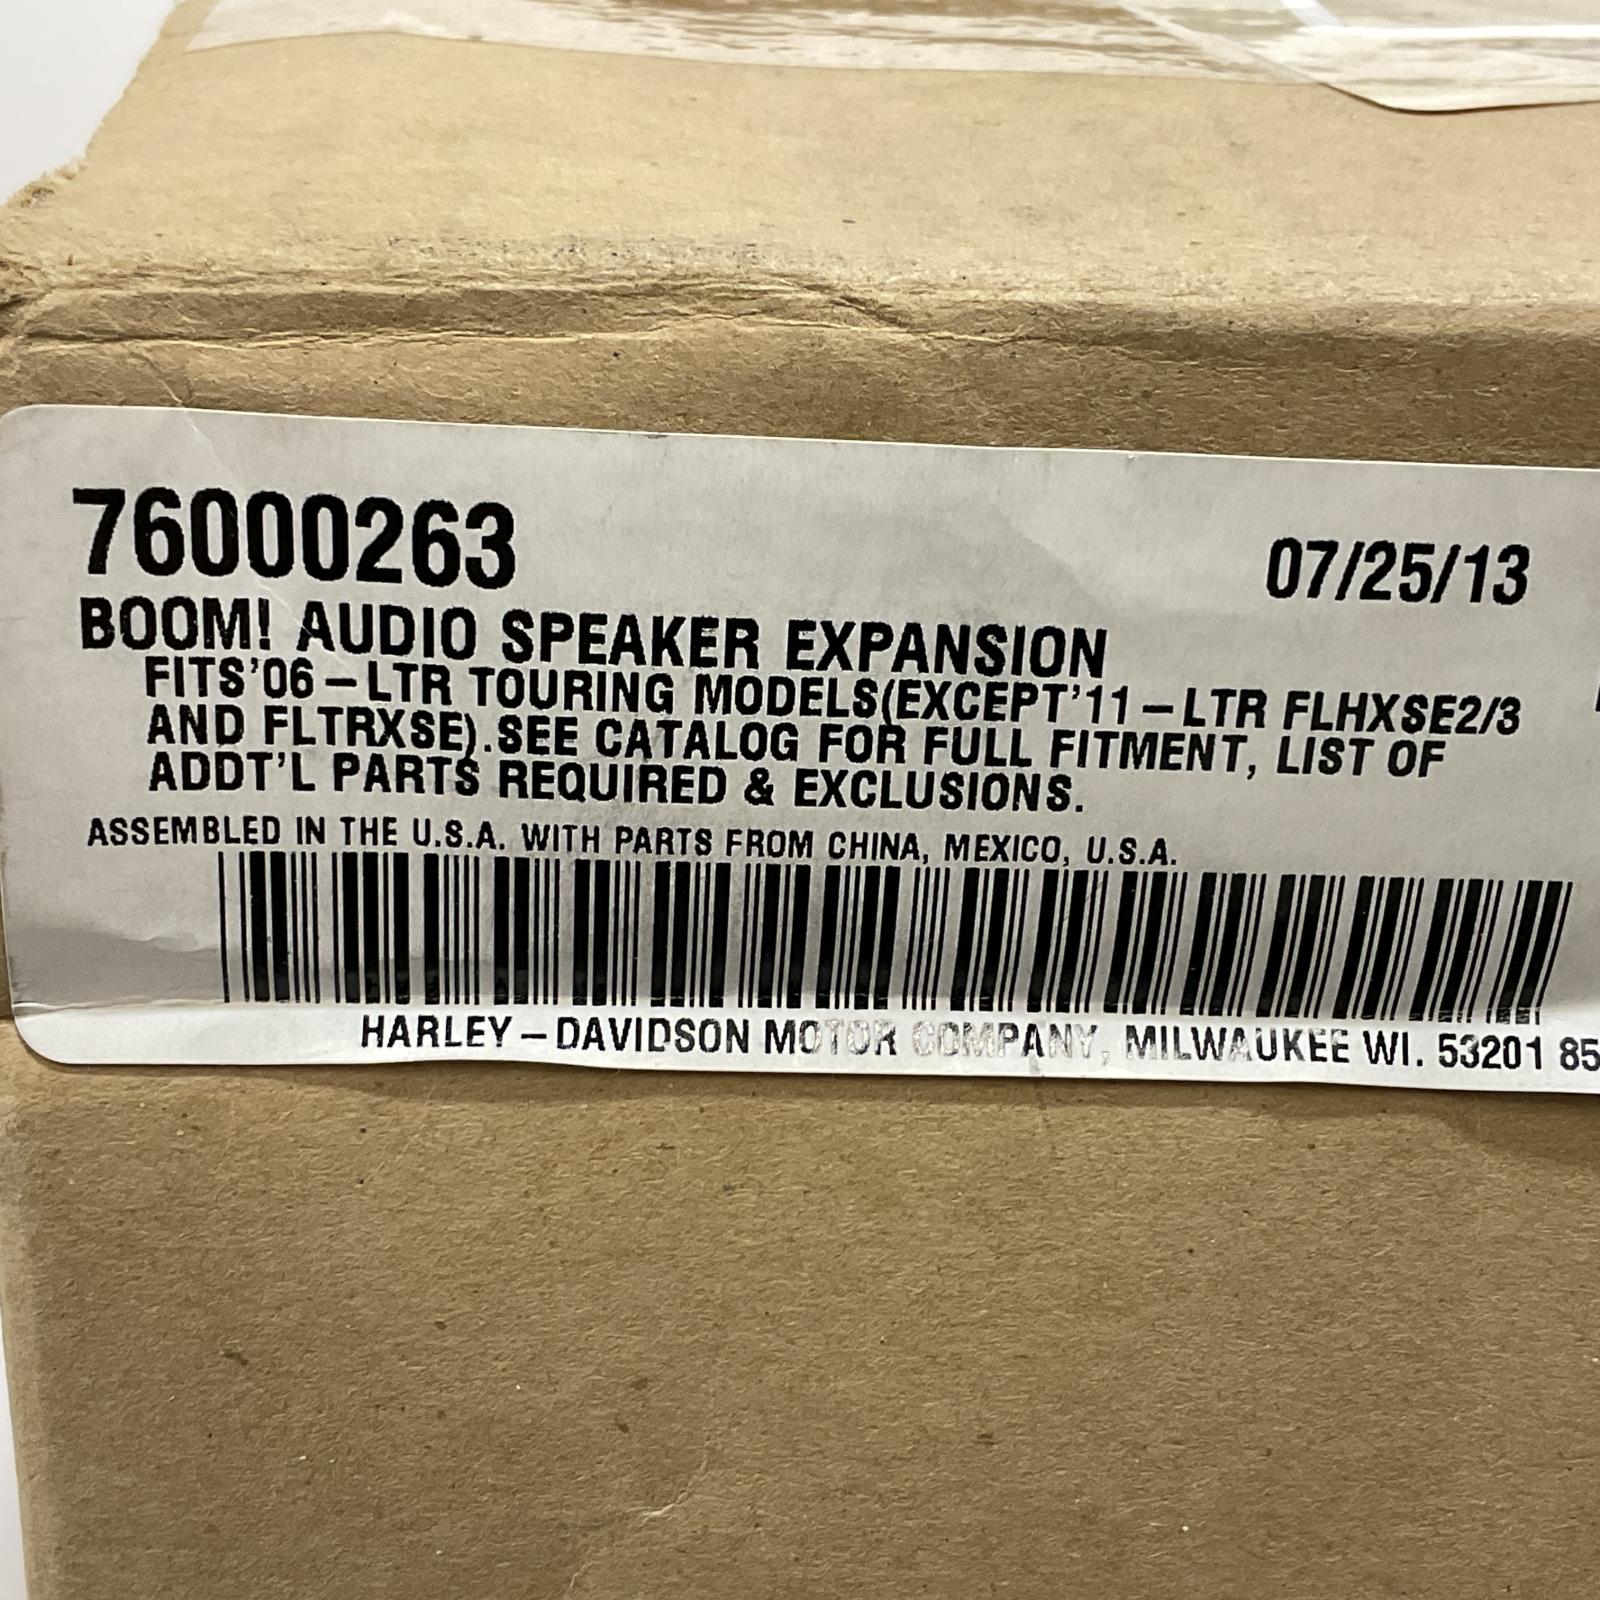 76000263
07/25/13
BOOM! AUDIO SPEAKER EXPANSION
FITS'06–LTR TOURING MODELS(EXCEPT'11–LTR FLHXSE2/3
AND FLTRXSE).SEE CATALOG FOR FULL FITMENT, LIST OF
ADDT'L PARTS REQUIRED & EXCLUSIONS.
ASSEMBLED IN THE U.S.A. WITH PARTS FROM CHINA, MEXICO, U.S.A.
HARLEY–DAVIDSON MOTOR COMPANY, MILWAUKEE WI. 53201 85